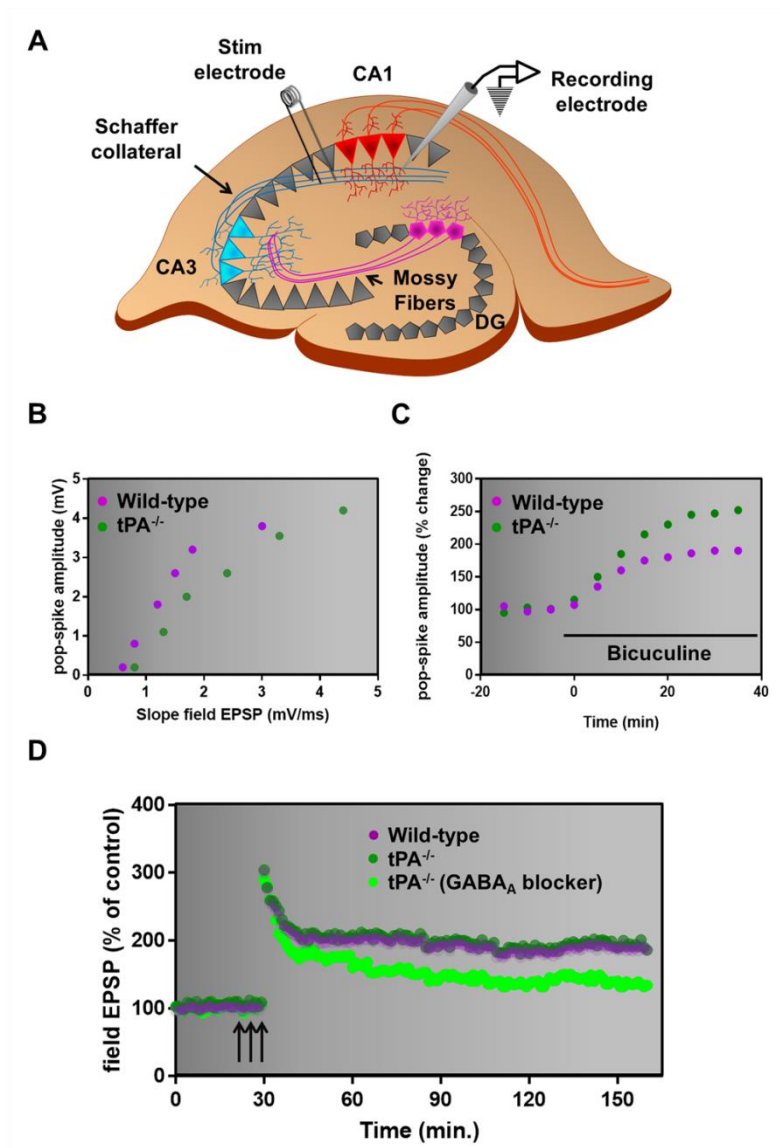 A
Stim
electrode
CA1
Recording
electrode
Schaffer
collateral
CA3
Mossy
Fibers
DG
B
pop-spike amplitude (mV)
5
4
3
2
1
0
Wild-type
tPA-/-
0 1 2 3 4 5
Slope field EPSP (mV/ms)
C
pop-spike amplitude (% change)
300
250
200
150
100
50
0
Wild-type
tPA-/-
Bicuculine
-20 0 20 40
Time (min)
D
field EPSP (% of control)
400
300
200
100
0
Wild-type
tPA-/-
tPA-/- (GABAA blocker)
0 30 60 90 120 150
Time (min.)